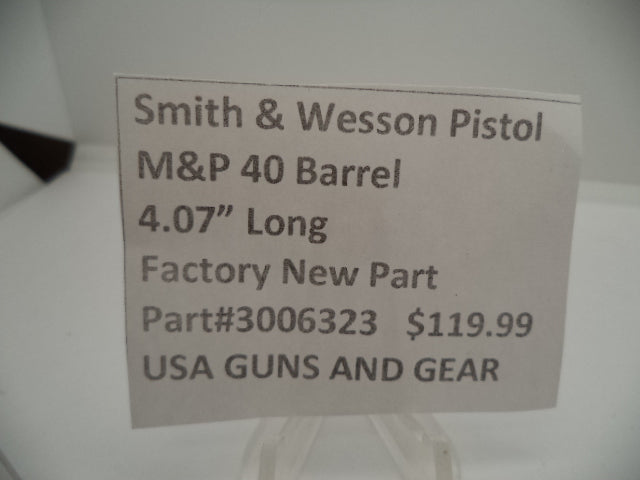 Smith & Wesson Pistol
M&P 40 Barrel
4.07” Long
Factory New Part
Part#3006323 $119.99
USA GUNS AND GEAR